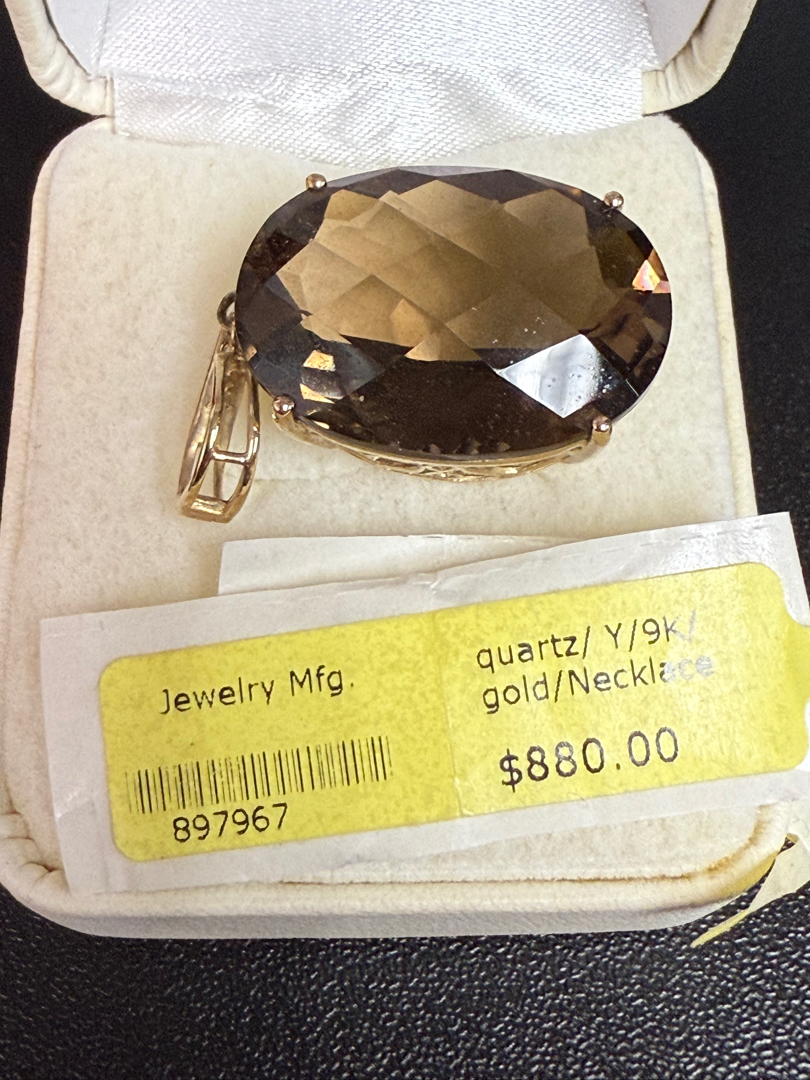 Jewelry Mfg.
897967
quartz/ Y/9K/
gold/Necklace
$880.00